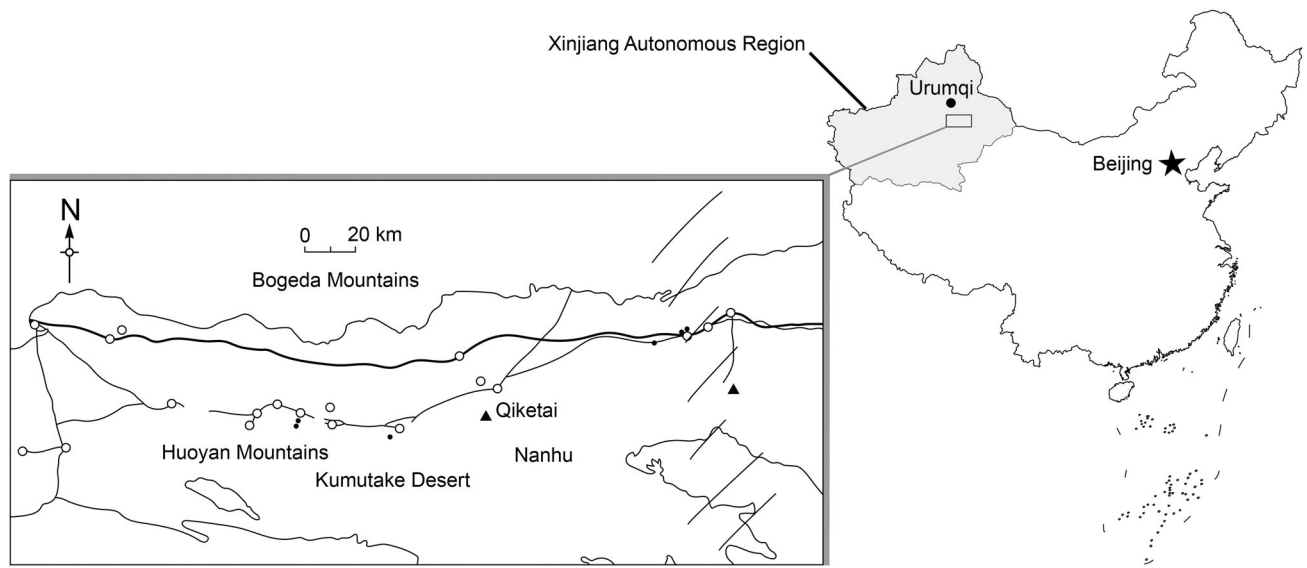 Xinjiang Autonomous Region
Urumqi
Beijing
N
0 20 km
Bogeda Mountains
Qiketai
Huoyan Mountains
Nanhu
Kumutake Desert